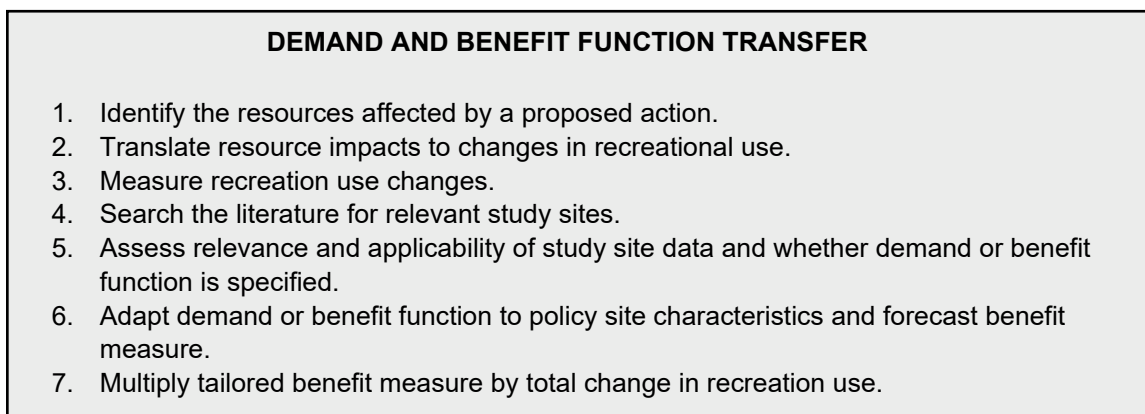 DEMAND AND BENEFIT FUNCTION TRANSFER
1. Identify the resources affected by a proposed action.
2. Translate resource impacts to changes in recreational use.
3. Measure recreation use changes.
4. Search the literature for relevant study sites.
5. Assess relevance and applicability of study site data and whether demand or benefit
function is specified.
6. Adapt demand or benefit function to policy site characteristics and forecast benefit
measure.
7. Multiply tailored benefit measure by total change in recreation use.